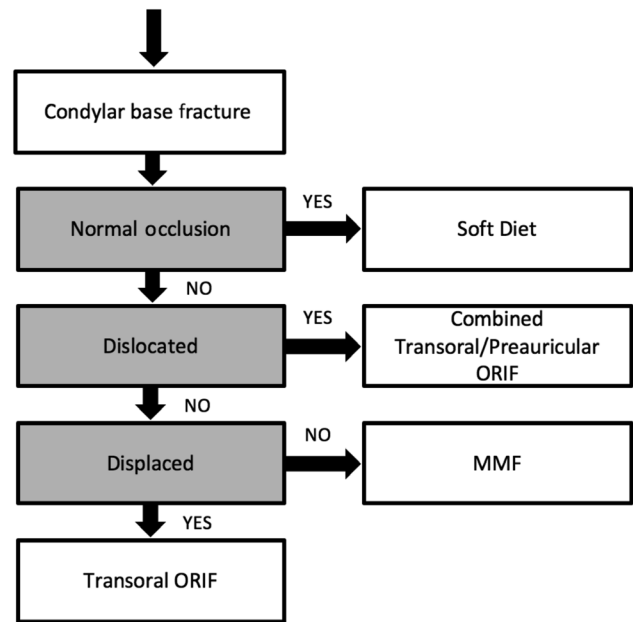 Condylar base fracture
Normal occlusion
YES
Soft Diet
NO
Dislocated
YES
Combined
Transoral/Preauricular
ORIF
NO
Displaced
NO
MMF
YES
Transoral ORIF